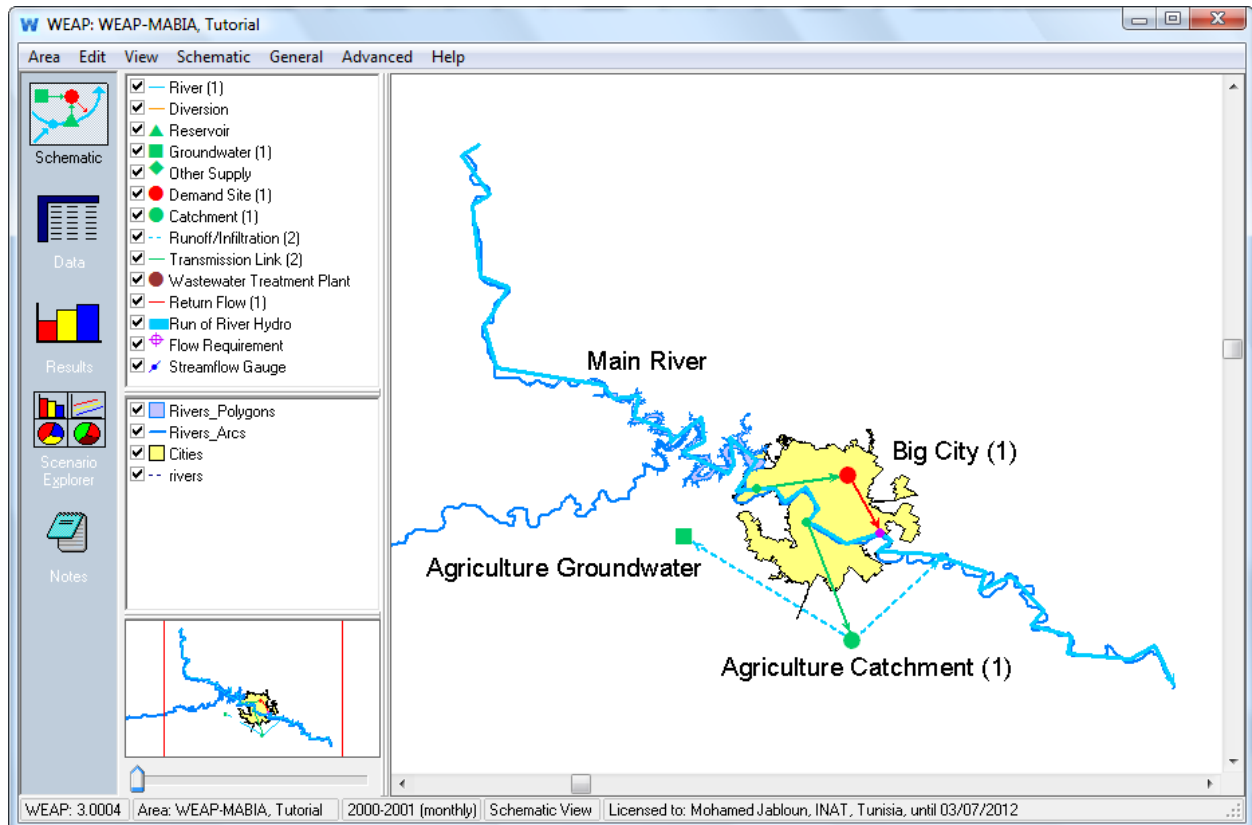 WEAP: WEAP-MABIA, Tutorial
Area Edit View Schematic General Advanced Help
Schematic
Data
Results
Scenario
Explorer
Notes
River (1)
Diversion
Reservoir
Groundwater (1)
Other Supply
Demand Site (1)
Catchment (1)
Runoff/Infiltration (2)
Transmission Link (2)
Wastewater Treatment Plant
Return Flow (1)
Run of River Hydro
Flow Requirement
Streamflow Gauge
Rivers_Polygons
Rivers_Arcs
Cities
rivers
Main River
Big City (1)
Agriculture Groundwater
Agriculture Catchment (1)
WEAP: 3.0004 Area: WEAP-MABIA, Tutorial 2000-2001 (monthly) Schematic View Licensed to: Mohamed Jabloun, INAT, Tunisia, until 03/07/2012